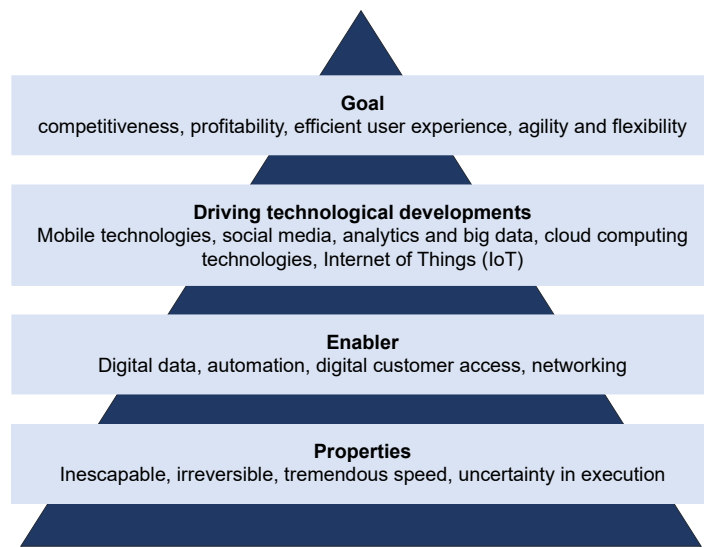 Goal
competitiveness, profitability, efficient user experience, agility and flexibility
Driving technological developments
Mobile technologies, social media, analytics and big data, cloud computing
technologies, Internet of Things (IoT)
Enabler
Digital data, automation, digital customer access, networking
Properties
Inescapable, irreversible, tremendous speed, uncertainty in execution